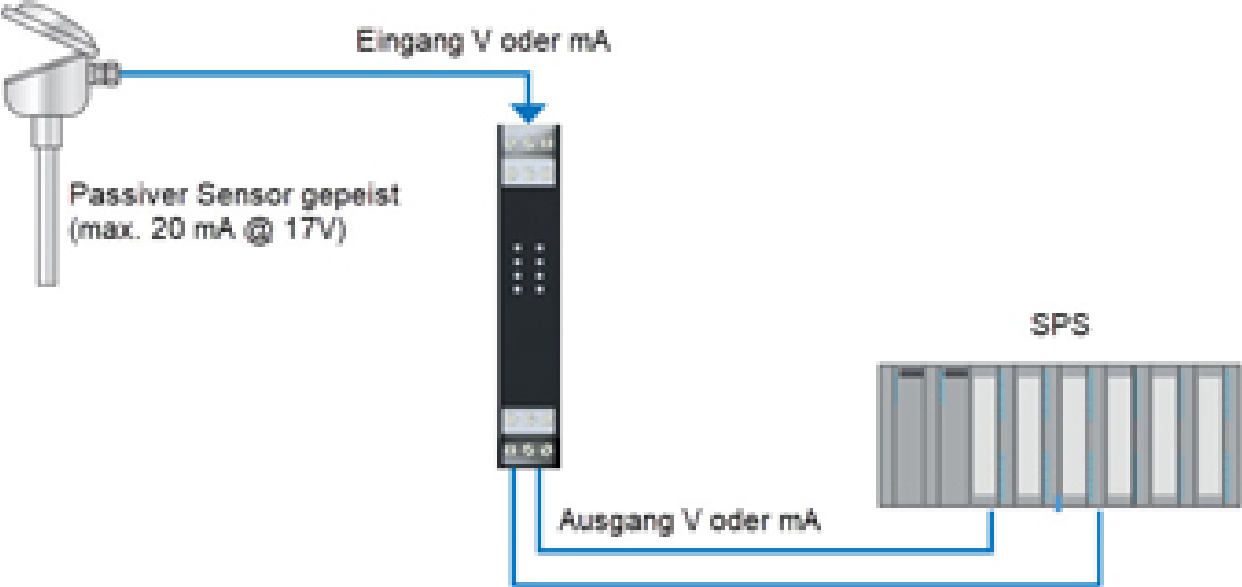 Eingang V oder mA
Passiver Sensor gepeist
(max. 20 mA @ 17V)
SPS
Ausgang V oder mA